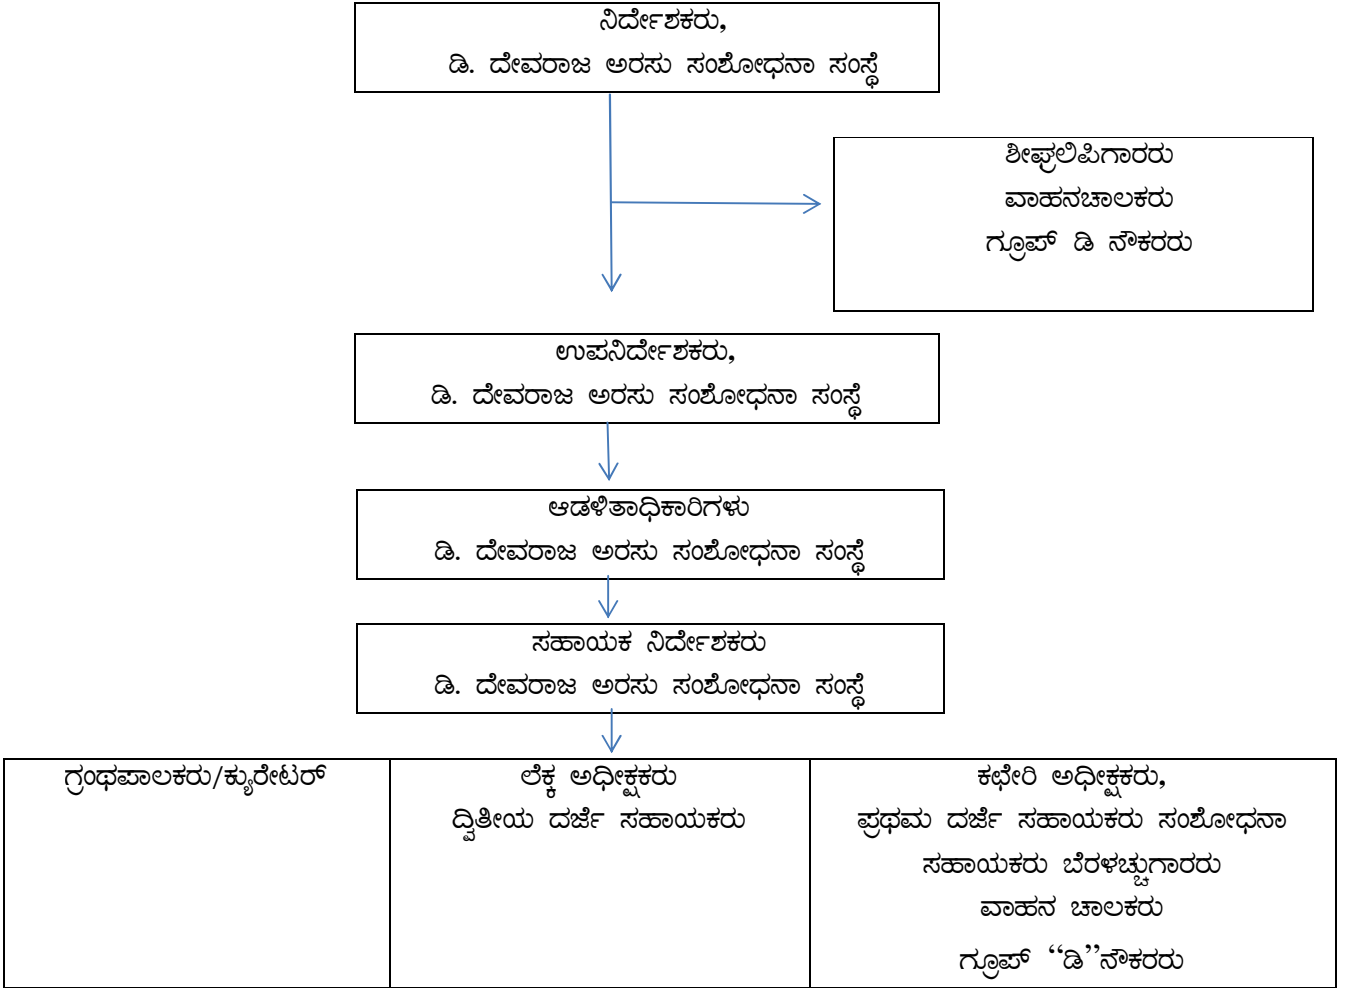 ನಿರ್ದೇಶಕರು,
ಡಿ. ದೇವರಾಜ ಅರಸು ಸಂಶೋಧನಾ ಸಂಸ್ಥೆ
ಶೀಘ್ರಲಿಪಿಗಾರರು
ವಾಹನಚಾಲಕರು
ಗ್ರೂಪ್ ಡಿ ನೌಕರರು
ಉಪನಿರ್ದೇಶಕರು,
ಡಿ. ದೇವರಾಜ ಅರಸು ಸಂಶೋಧನಾ ಸಂಸ್ಥೆ
ಆಡಳಿತಾಧಿಕಾರಿಗಳು
ಡಿ. ದೇವರಾಜ ಅರಸು ಸಂಶೋಧನಾ ಸಂಸ್ಥೆ
ಸಹಾಯಕ ನಿರ್ದೇಶಕರು
ಡಿ. ದೇವರಾಜ ಅರಸು ಸಂಶೋಧನಾ ಸಂಸ್ಥೆ
ಗ್ರಂಥಪಾಲಕರು/ಕ್ಯುರೇಟರ್
ಲೆಕ್ಕ ಅಧೀಕ್ಷಕರು
ದ್ವಿತೀಯ ದರ್ಜೆ ಸಹಾಯಕರು
ಕಛೇರಿ ಅಧೀಕ್ಷಕರು,
ಪ್ರಥಮ ದರ್ಜೆ ಸಹಾಯಕರು ಸಂಶೋಧನಾ
ಸಹಾಯಕರು ಬೆರಳಚ್ಚುಗಾರರು
ವಾಹನ ಚಾಲಕರು
ಗ್ರೂಪ್ “ಡಿ”ನೌಕರರು